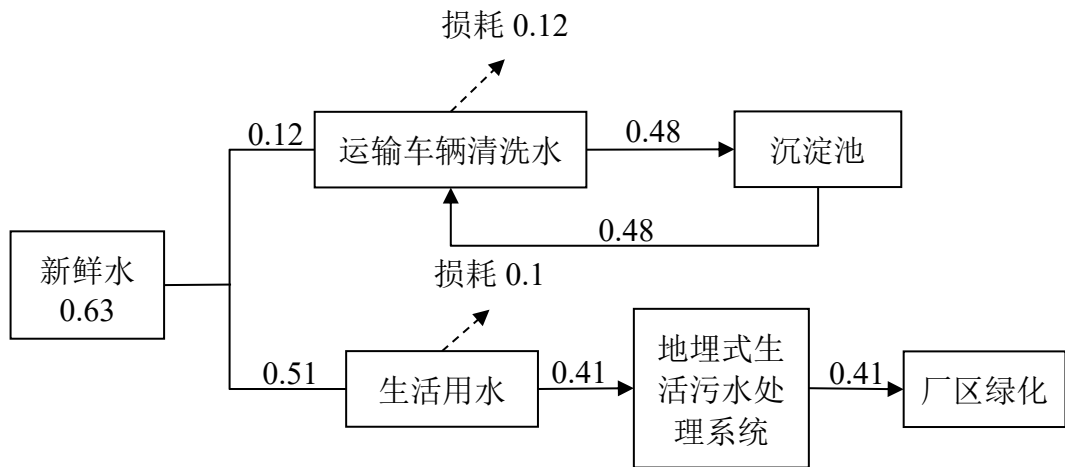 损耗 0.12
0.12
运输车辆清洗水
0.48
沉淀池
0.48
新鲜水
0.63
损耗 0.1
0.51
生活用水
0.41
地埋式生
活污水处
理系统
0.41
厂区绿化